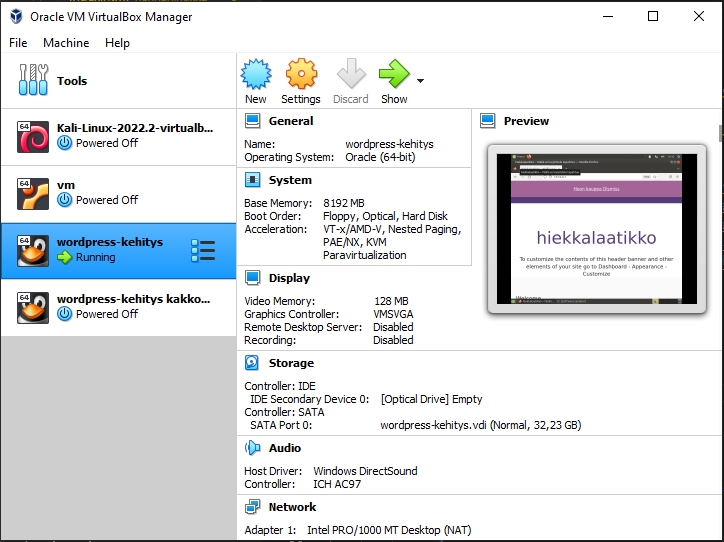 Oracle VM VirtualBox Manager
File Machine Help
Tools
New Settings Discard Show
64
Kali-Linux-2022.2-virtualb...
Powered Off
64
vm
Powered Off
64
wordpress-kehitys
Running
64
wordpress-kehitys kakko...
Powered Off
General
Name: wordpress-kehitys
Operating System: Oracle (64-bit)
System
Base Memory: 8192 MB
Boot Order: Floppy, Optical, Hard Disk
Acceleration: VT-x/AMD-V, Nested Paging,
PAE/NX, KVM
Paravirtualization
Display
Video Memory: 128 MB
Graphics Controller: VMSVGA
Remote Desktop Server: Disabled
Recording: Disabled
Storage
Controller: IDE
IDE Secondary Device 0: [Optical Drive] Empty
Controller: SATA
SATA Port 0: wordpress-kehitys.vdi (Normal, 32,23 GB)
Audio
Host Driver: Windows DirectSound
Controller: ICH AC97
Network
Adapter 1: Intel PRO/1000 MT Desktop (NAT)
Preview
hiekkalaatikko
To customize the contents of this header banner and other
elements of your site go to Dashboard - Appearance -
Customize